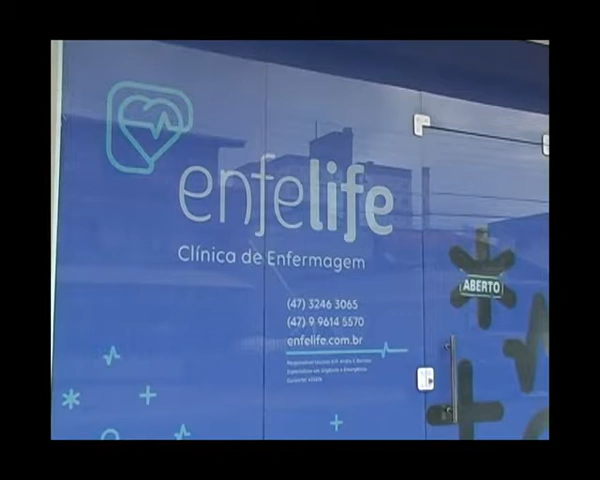 enfelife
Clínica de Enfermagem
(47) 3246 3065
(47) 9 9614 5570
enfelife.com.br
ABERTO